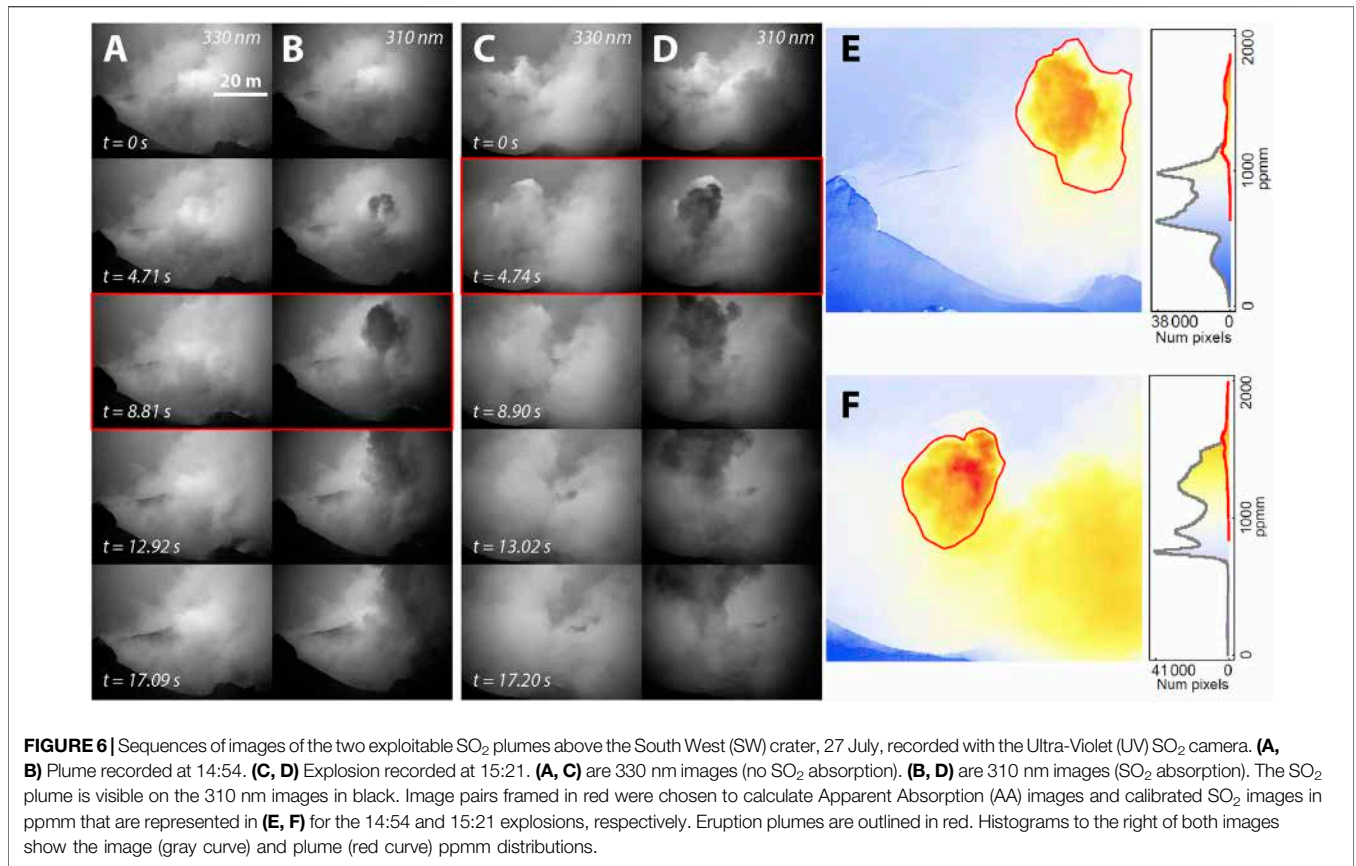 A
330 nm
20 m
t = 0 s
t = 4.71 s
t = 8.81 s
t = 12.92 s
t = 17.09 s
B
310 nm
C
330 nm
t = 0 s
t = 4.74 s
t = 8.90 s
t = 13.02 s
t = 17.20 s
D
310 nm
E
2000
1000
ppmm
0
38 000
0
Num pixels
F
2000
1000
ppmm
0
41 000
0
Num pixels
FIGURE 6 | Sequences of images of the two exploitable SO₂ plumes above the South West (SW) crater, 27 July, recorded with the Ultra-Violet (UV) SO₂ camera. (A,
B) Plume recorded at 14:54. (C, D) Explosion recorded at 15:21. (A, C) are 330 nm images (no SO₂ absorption). (B, D) are 310 nm images (SO₂ absorption). The SO₂
plume is visible on the 310 nm images in black. Image pairs framed in red were chosen to calculate Apparent Absorption (AA) images and calibrated SO₂ images in
ppmm that are represented in (E, F) for the 14:54 and 15:21 explosions, respectively. Eruption plumes are outlined in red. Histograms to the right of both images
show the image (gray curve) and plume (red curve) ppmm distributions.